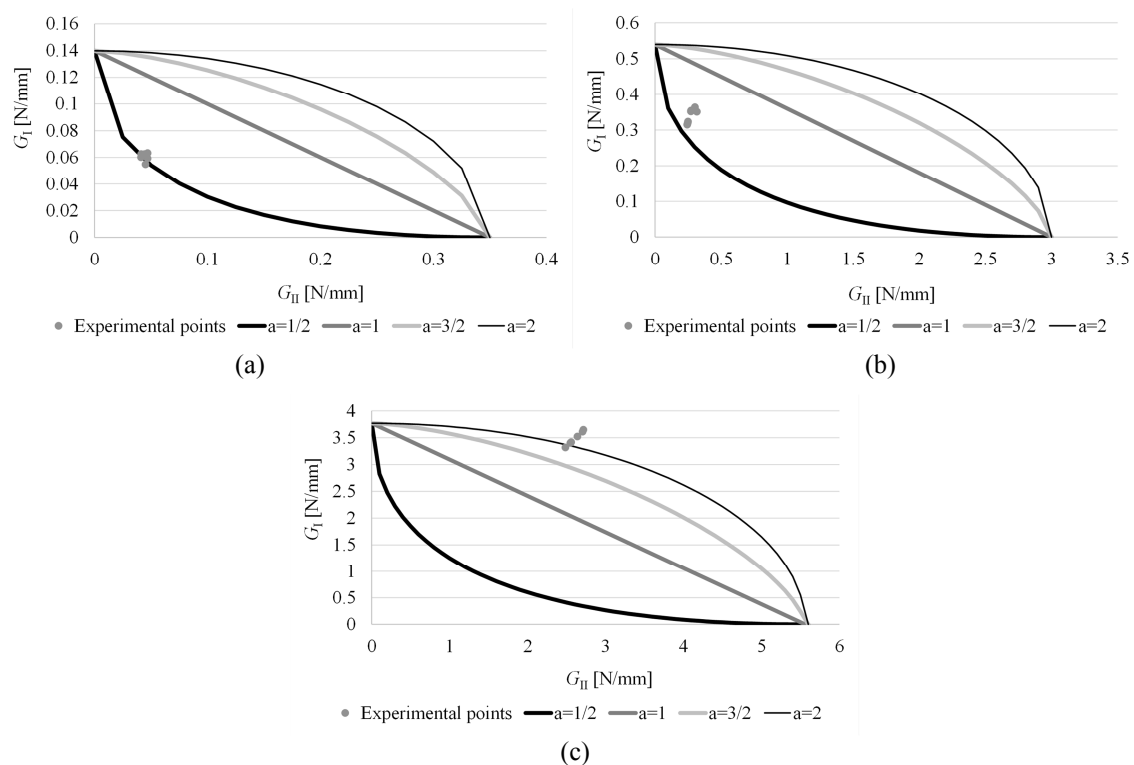 0.16
0.14
0.12
0.1
0.08
0.06
0.04
0.02
0
G_I [N/mm]
0 0.1 0.2 0.3 0.4
G_II [N/mm]
Experimental points a=1/2 a=1 a=3/2 a=2
(a)
0.6
0.5
0.4
0.3
0.2
0.1
0
G_I [N/mm]
0 0.5 1 1.5 2 2.5 3 3.5
G_II [N/mm]
Experimental points a=1/2 a=1 a=3/2 a=2
(b)
4
3.5
3
2.5
2
1.5
1
0.5
0
G_I [N/mm]
0 1 2 3 4 5 6
G_II [N/mm]
Experimental points a=1/2 a=1 a=3/2 a=2
(c)